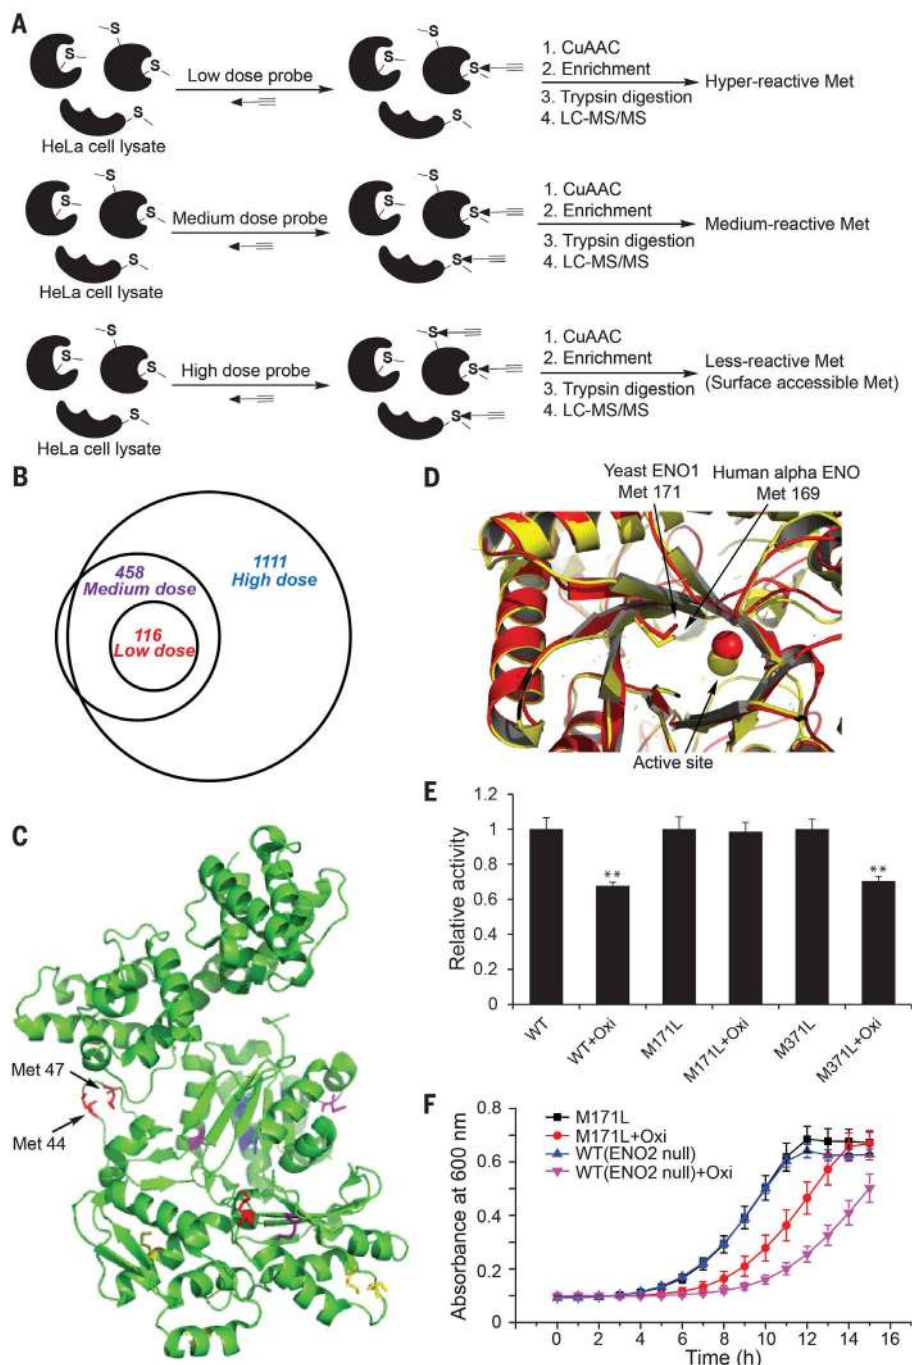 A
S
S
S
HeLa cell lysate
Low dose probe
S
S
S
1. CuAAC
2. Enrichment
3. Trypsin digestion
4. LC-MS/MS
Hyper-reactive Met
S
S
S
HeLa cell lysate
Medium dose probe
S
S
S
1. CuAAC
2. Enrichment
3. Trypsin digestion
4. LC-MS/MS
Medium-reactive Met
S
S
S
HeLa cell lysate
High dose probe
S
S
S
1. CuAAC
2. Enrichment
3. Trypsin digestion
4. LC-MS/MS
Less-reactive Met
(Surface accessible Met)
B
458
Medium dose
1111
High dose
116
Low dose
C
Met 47
Met 44
D
Yeast ENO1
Met 171
Human alpha ENO
Met 169
Active site
E
Relative activity
1.2
1
0.8
0.6
0.4
0.2
0
**
**
WT
WT+Oxi
M171L
M171L+Oxi
M371L
M371L+Oxi
F
Absorbance at 600 nm
0.8
0.6
0.4
0.2
0.0
M171L
M171L+Oxi
WT(ENO2 null)
WT(ENO2 null)+Oxi
0 2 4 6 8 10 12 14 16
Time (h)